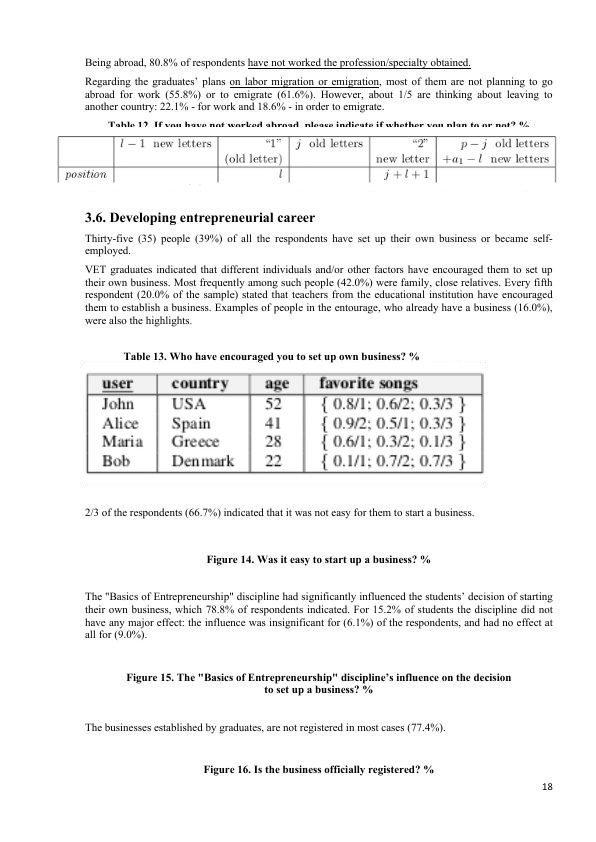 Being abroad, 80.8% of respondents have not worked the profession/specialty obtained.
Regarding the graduates' plans on labor migration or emigration, most of them are not planning to go
abroad for work (55.8%) or to emigrate (61.6%). However, about 1/5 are thinking about leaving to
another country: 22.1% - for work and 18.6% - in order to emigrate.
Table 12. If you have not worked abroad, please indicate if whether you plan to or not? %
l − 1 new letters "1" j old letters "2" p − j old letters
(old letter) new letter +a₁ − l new letters
position l j + l + 1
3.6. Developing entrepreneurial career
Thirty-five (35) people (39%) of all the respondents have set up their own business or became self-
employed.
VET graduates indicated that different individuals and/or other factors have encouraged them to set up
their own business. Most frequently among such people (42.0%) were family, close relatives. Every fifth
respondent (20.0% of the sample) stated that teachers from the educational institution have encouraged
them to establish a business. Examples of people in the entourage, who already have a business (16.0%),
were also the highlights.
Table 13. Who have encouraged you to set up own business? %
user country age favorite songs
John USA 52 { 0.8/1; 0.6/2; 0.3/3 }
Alice Spain 41 { 0.9/2; 0.5/1; 0.3/3 }
Maria Greece 28 { 0.6/1; 0.3/2; 0.1/3 }
Bob Denmark 22 { 0.1/1; 0.7/2; 0.7/3 }
2/3 of the respondents (66.7%) indicated that it was not easy for them to start a business.
Figure 14. Was it easy to start up a business? %
The "Basics of Entrepreneurship" discipline had significantly influenced the students' decision of starting
their own business, which 78.8% of respondents indicated. For 15.2% of students the discipline did not
have any major effect: the influence was insignificant for (6.1%) of the respondents, and had no effect at
all for (9.0%).
Figure 15. The "Basics of Entrepreneurship" discipline's influence on the decision
to set up a business? %
The businesses established by graduates, are not registered in most cases (77.4%).
Figure 16. Is the business officially registered? %
18